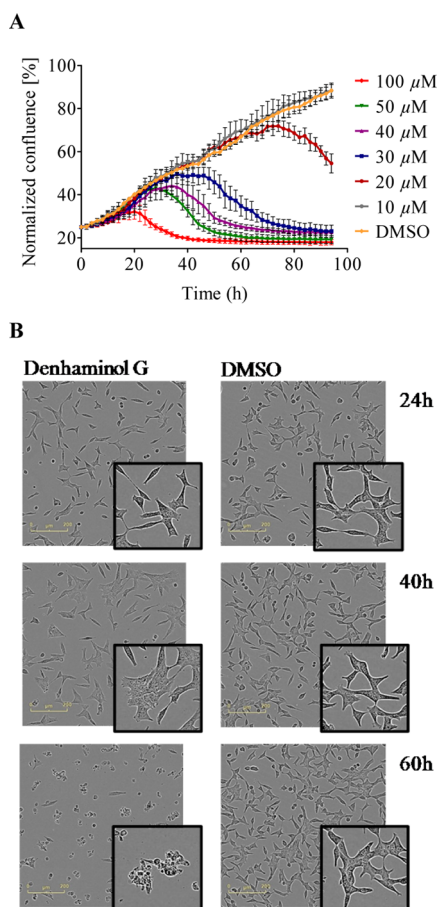 A
Normalized confluence [%]
100
80
60
40
20
0 20 40 60 80 100
Time (h)
100 µM
50 µM
40 µM
30 µM
20 µM
10 µM
DMSO
B
Denhaminol G DMSO
24h
40h
60h